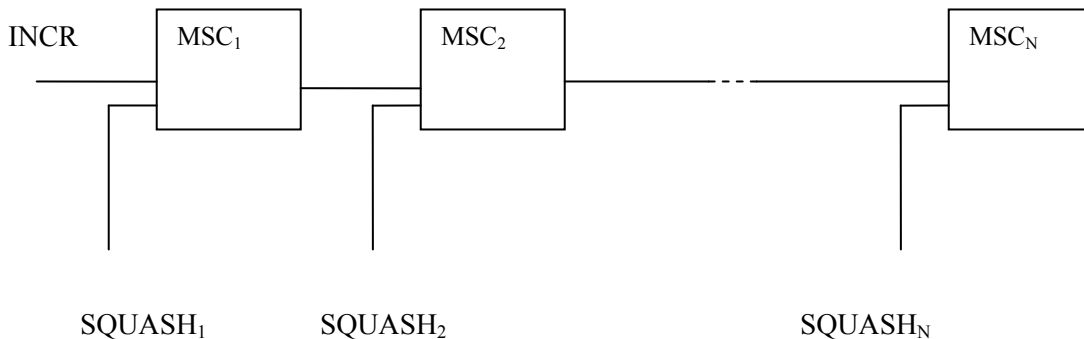 INCR
MSC₁
MSC₂
MSCₙ
SQUASH₁
SQUASH₂
SQUASHₙ